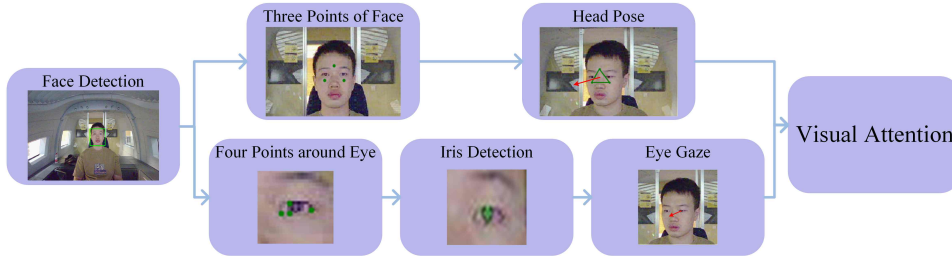 Three Points of Face
Head Pose
Face Detection
Visual Attention
Four Points around Eye
Iris Detection
Eye Gaze